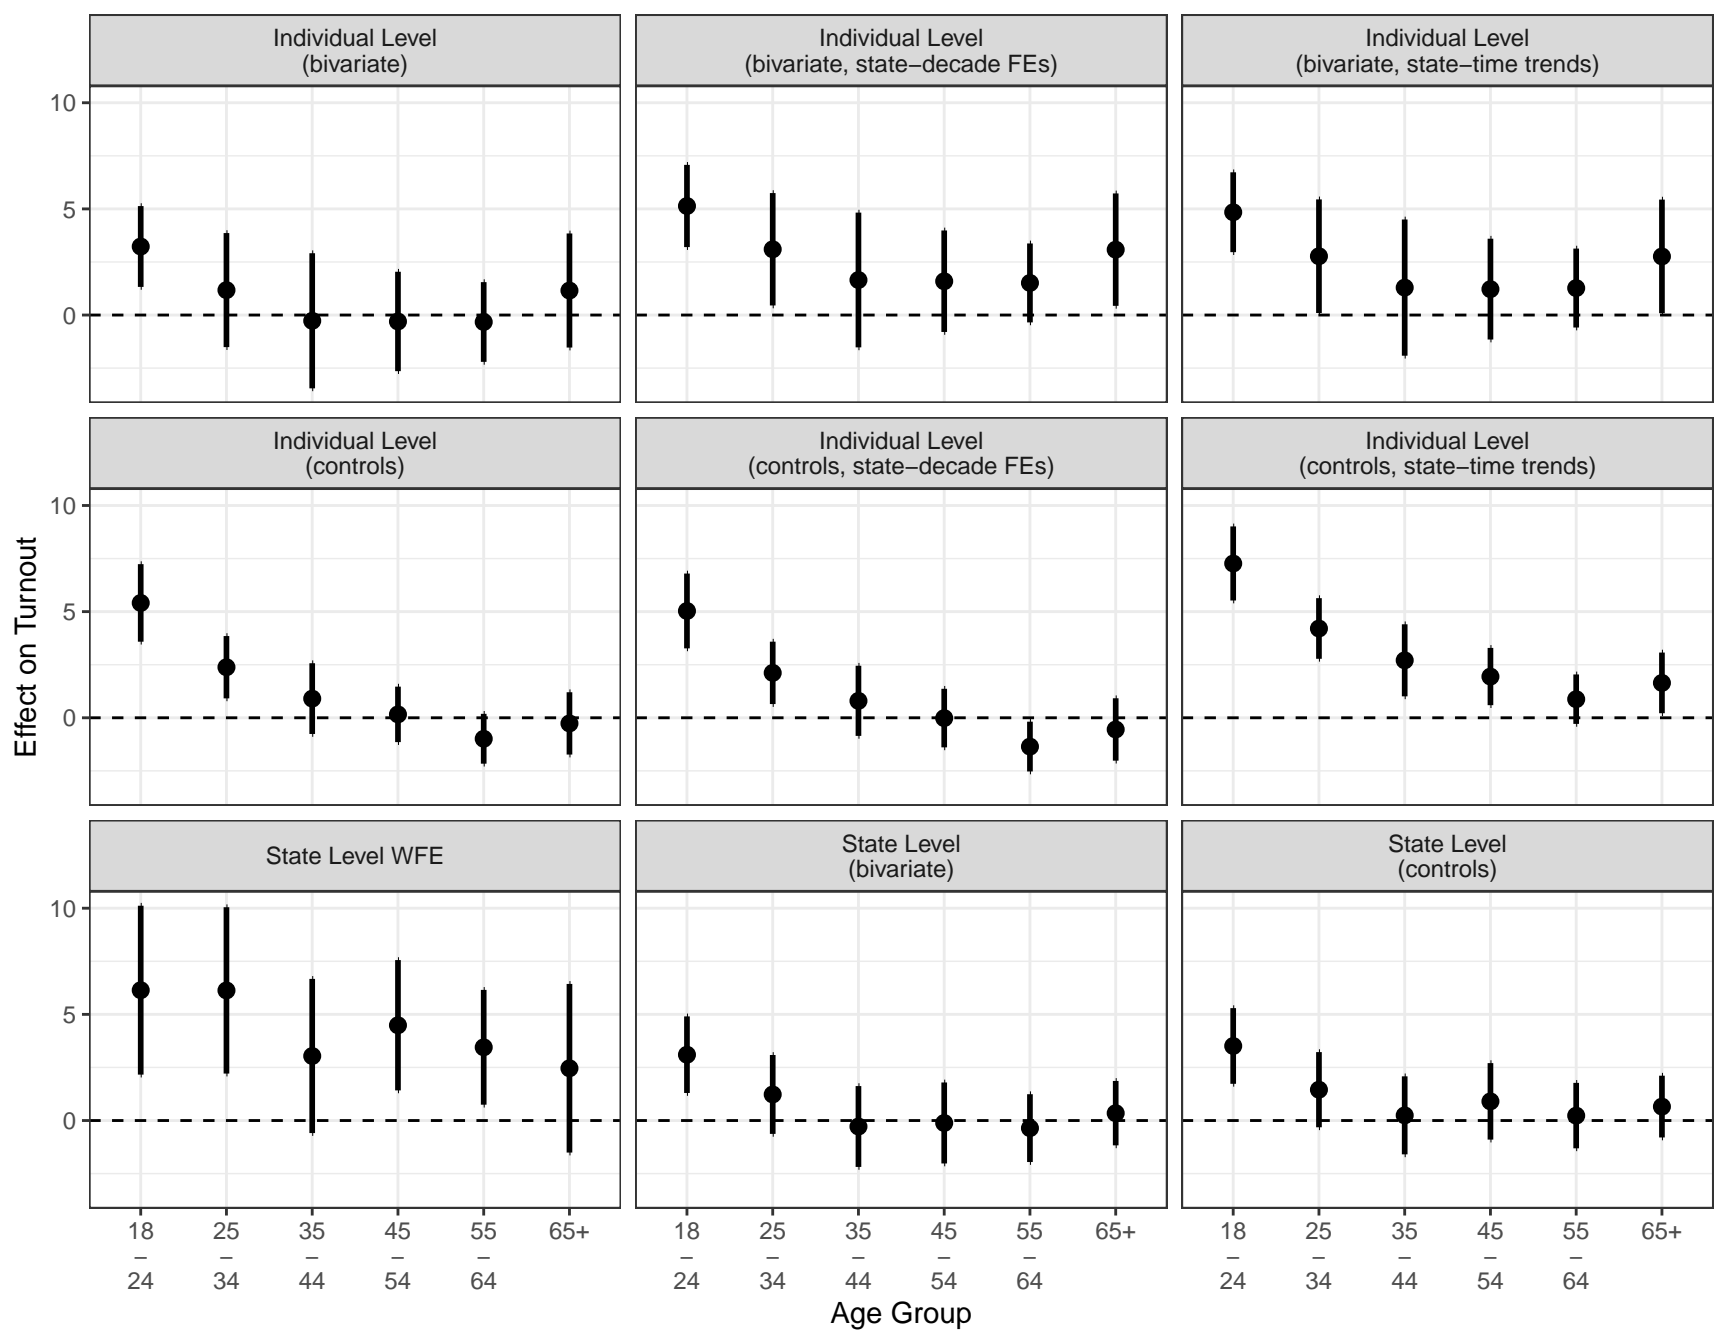 Individual Level
(bivariate)
Individual Level
(bivariate, state−decade FEs)
Individual Level
(bivariate, state−time trends)
10
5
0
Individual Level
(controls)
Individual Level
(controls, state−decade FEs)
Individual Level
(controls, state−time trends)
10
5
0
Effect on Turnout
State Level WFE
State Level
(bivariate)
State Level
(controls)
10
5
0
18 25 35 45 55 65+ 18 25 35 45 55 65+ 18 25 35 45 55 65+
– – – – – – – – – – – – – – –
24 34 44 54 64 24 34 44 54 64 24 34 44 54 64
Age Group